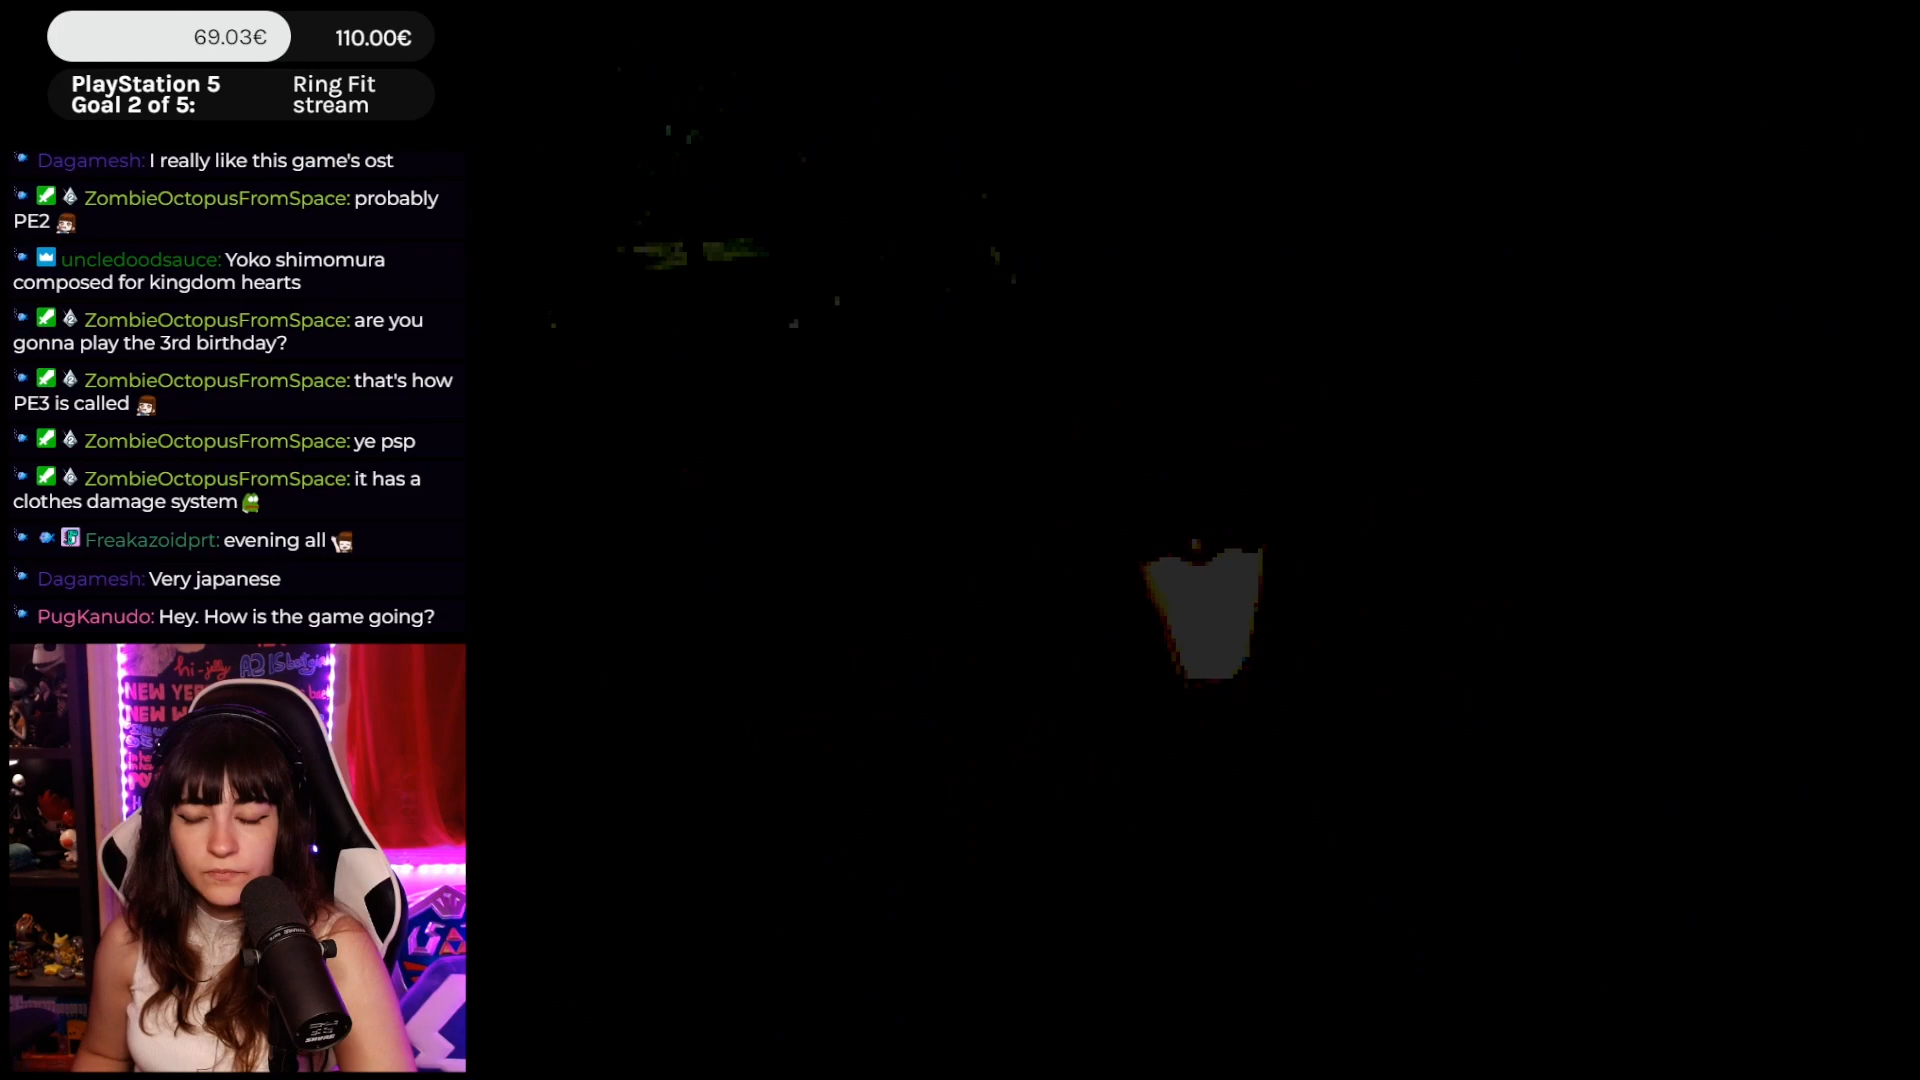 69.03€ 110.00€
PlayStation 5 Ring Fit
Goal 2 of 5: stream
Dagamesh: I really like this game's ost
ZombieOctopusFromSpace: probably
PE2
uncledoodsauce: Yoko shimomura
composed for kingdom hearts
ZombieOctopusFromSpace: are you
gonna play the 3rd birthday?
ZombieOctopusFromSpace: that's how
PE3 is called
ZombieOctopusFromSpace: ye psp
ZombieOctopusFromSpace: it has a
clothes damage system
Freakazoidprt: evening all
Dagamesh: Very japanese
PugKanudo: Hey. How is the game going?
hi-jelly
NEW
NEW
SHURE